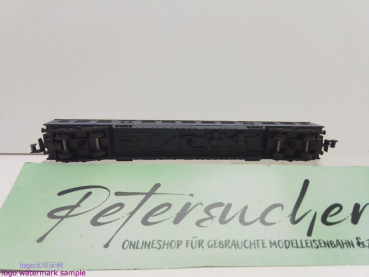 Petersucher
ONLINESHOP FÜR GEBRAUCHTE MODELLEISENBAHN &
logo水印示例
logo watermark sample